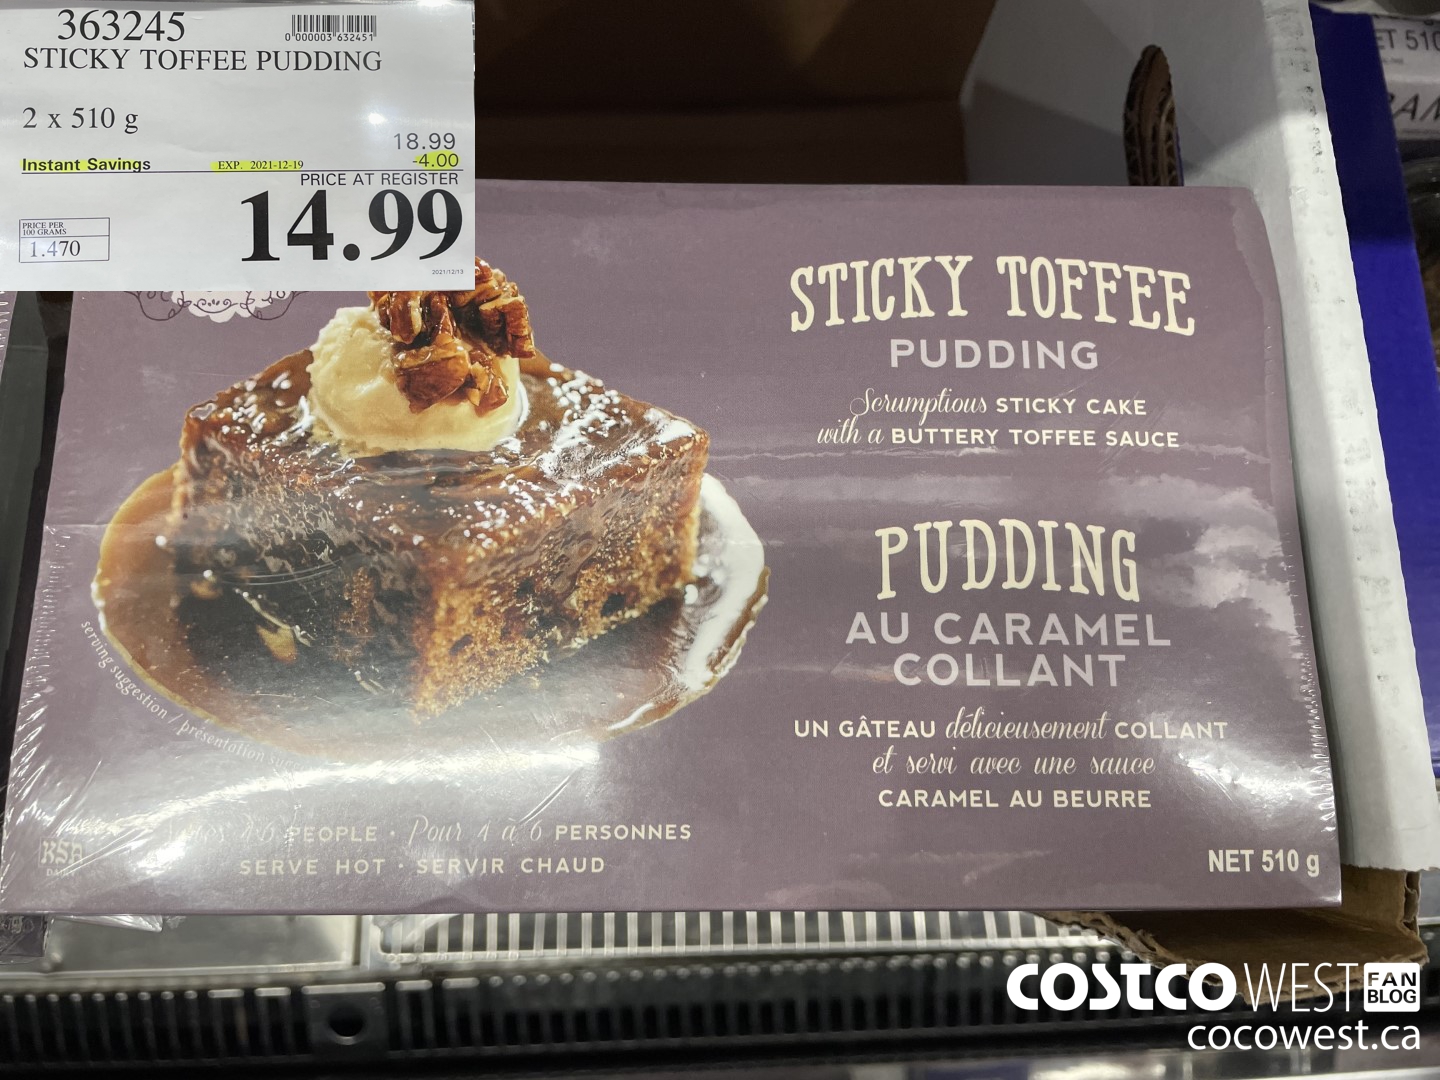 363245
0 000003 632451
STICKY TOFFEE PUDDING
2 x 510 g
18.99
Instant Savings EXP. 2021-12-19 -4.00
PRICE AT REGISTER
14.99
PRICE PER
100 GRAMS
1.470
2021/12/13
STICKY TOFFEE
PUDDING
Scrumptious STICKY CAKE
with a BUTTERY TOFFEE SAUCE
PUDDING
AU CARAMEL
COLLANT
UN GÂTEAU délicieusement COLLANT
et servi avec une sauce
CARAMEL AU BEURRE
serving suggestion / présentation
PEOPLE · Pour 4 à 6 PERSONNES
SERVE HOT · SERVIR CHAUD
KSA
NET 510 g
ET 510
COSTCO WEST FAN
BLOG
cocowest.ca